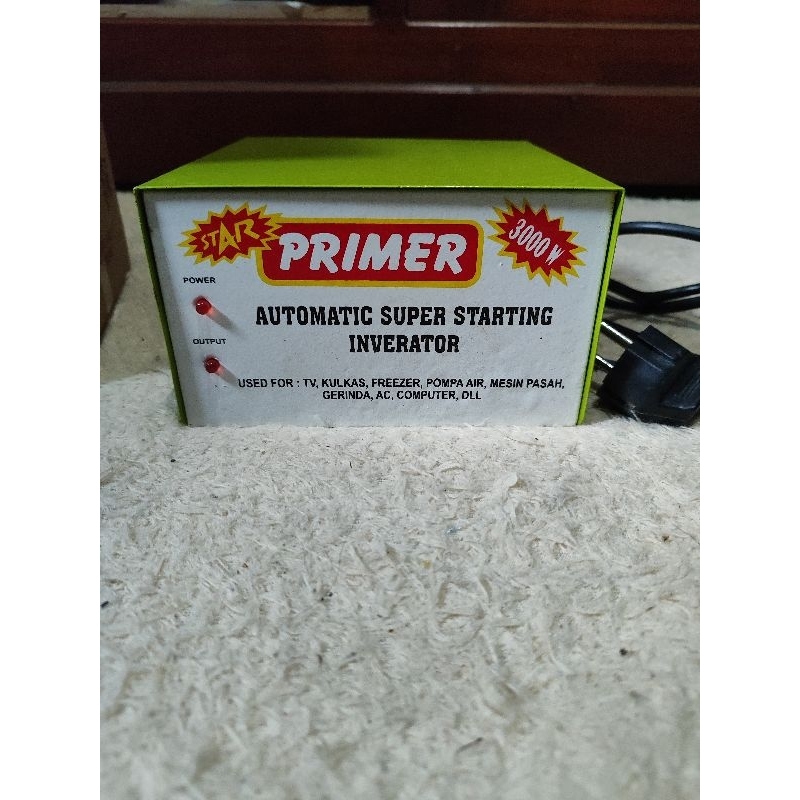 STAR PRIMER 3000 W
POWER
AUTOMATIC SUPER STARTING
INVERATOR
OUTPUT
USED FOR : TV, KULKAS, FREEZER, POMPA AIR, MESIN PASAH,
GERINDA, AC, COMPUTER, DLL